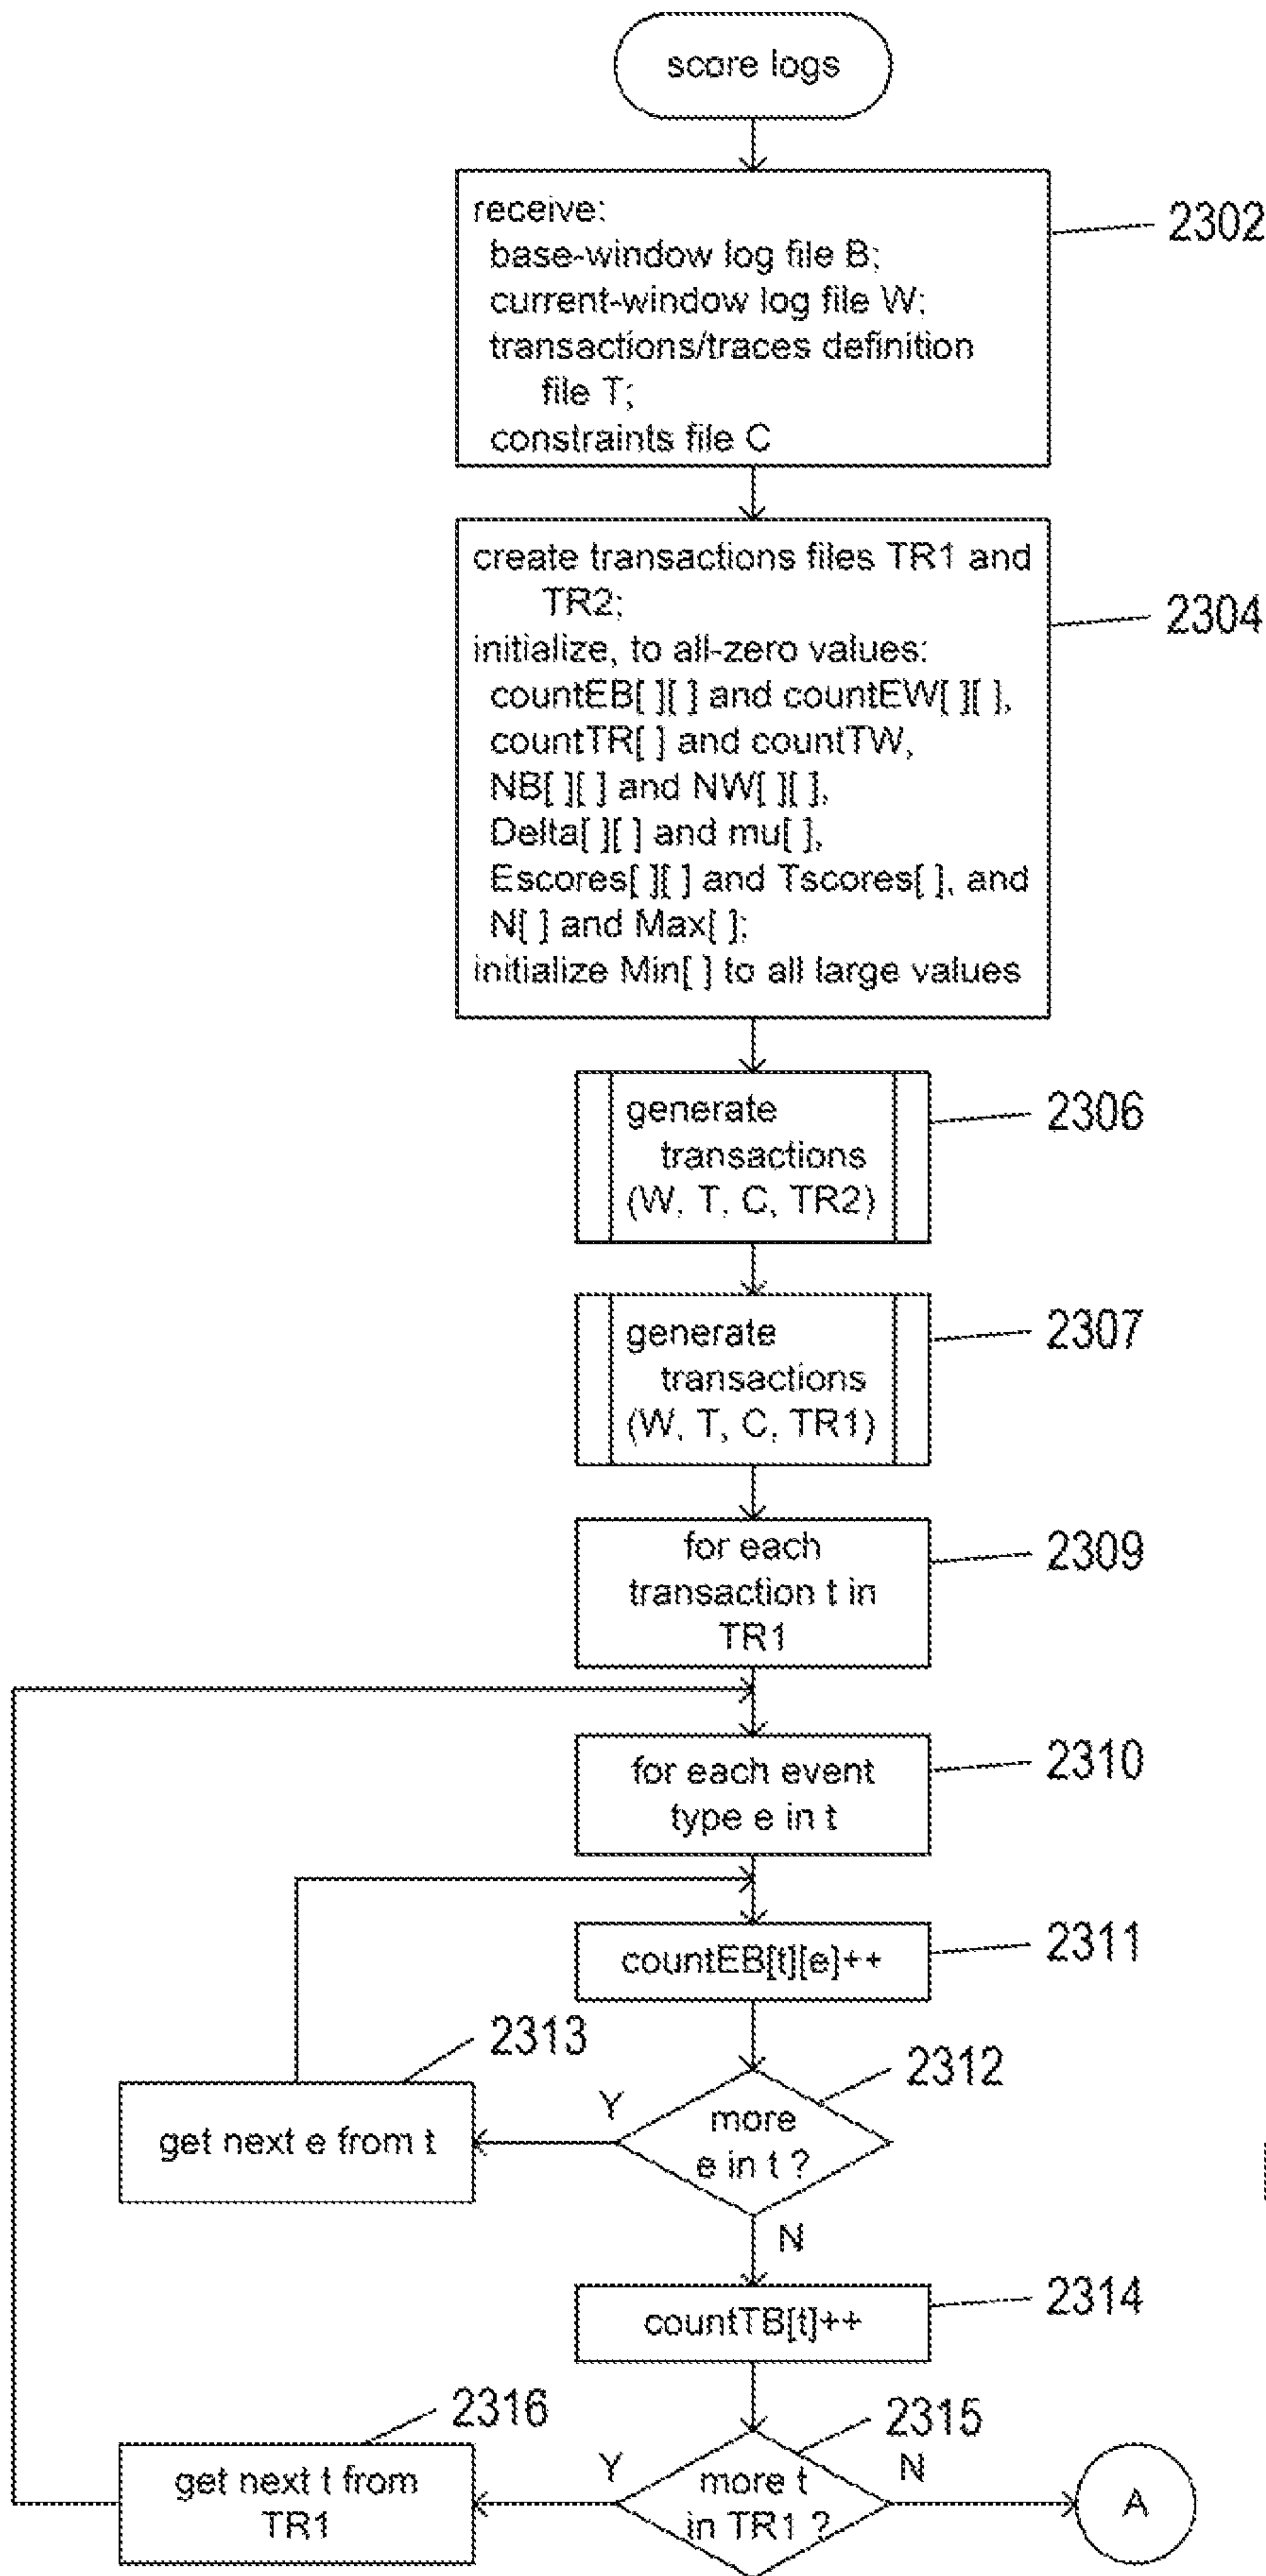 score logs
receive:
base-window log file B;
2302
current-window log file W;
transactions/traces definition
file T;
constraints file C
create transactions files TR1 and
TR2;
2304
initialize, to all-zero values:
countEB[ ][ ] and countEW[ ][ ],
countTR[ ] and countTW,
NB[ ][ ] and NW[ ][ ],
Delta[ ][ ] and mu[ ],
Escores[ ][ ] and Tscores[ ], and
N[ ] and Max[ ];
initialize Min[ ] to all large values
generate
2306
transactions
(W, T, C, TR2)
generate
2307
transactions
(W, T, C, TR1)
for each
2309
transaction t in
TR1
for each event
2310
type e in t
countEB[t][e]++
2311
2313
2312
Y
more
get next e from t
e in t ?
N
2314
countTB[t]++
2316
2315
Y
N
get next t from
TR1
more t
in TR1 ?
A